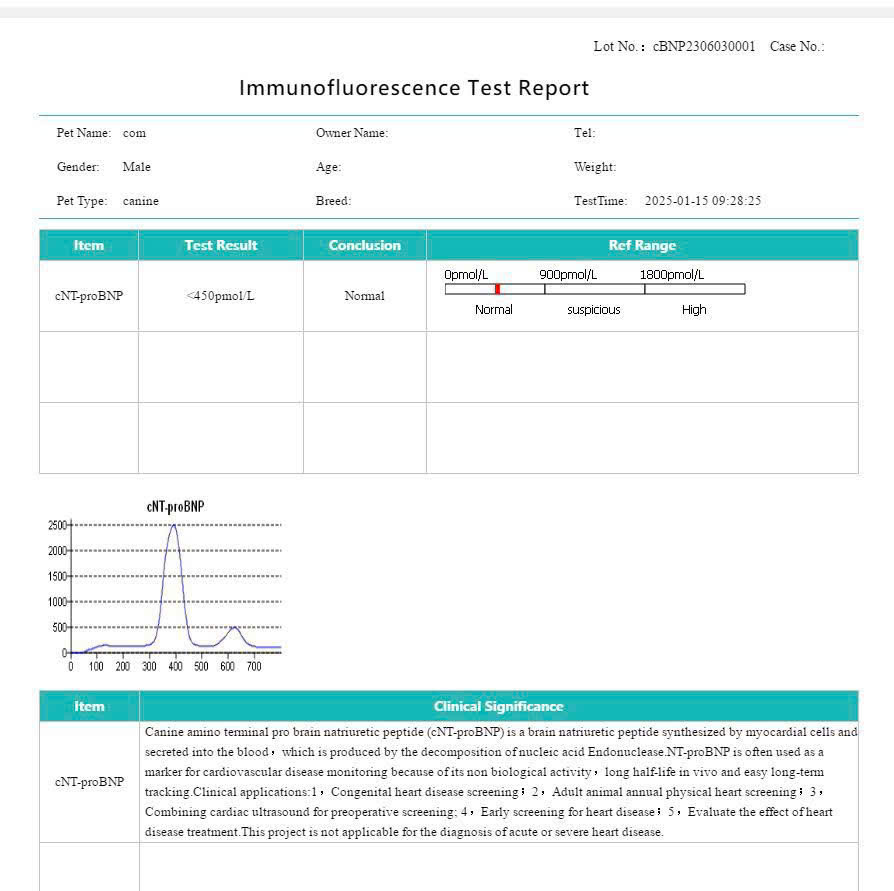 Lot No.： cBNP2306030001 Case No.:
Immunofluorescence Test Report
Pet Name: com Owner Name: Tel:
Gender: Male Age: Weight:
Pet Type: canine Breed: TestTime: 2025-01-15 09:28:25
Item Test Result Conclusion Ref Range
0pmol/L 900pmol/L 1800pmol/L
cNT-proBNP <450pmol/L Normal
Normal suspicious High
cNT-proBNP
2500
2000
1500
1000
500
0
0 100 200 300 400 500 600 700
Item Clinical Significance
Canine amino terminal pro brain natriuretic peptide (cNT-proBNP) is a brain natriuretic peptide synthesized by myocardial cells and
secreted into the blood，which is produced by the decomposition of nucleic acid Endonuclease.NT-proBNP is often used as a
marker for cardiovascular disease monitoring because of its non biological activity，long half-life in vivo and easy long-term
cNT-proBNP
tracking.Clinical applications:1，Congenital heart disease screening；2，Adult animal annual physical heart screening；3，
Combining cardiac ultrasound for preoperative screening; 4，Early screening for heart disease；5，Evaluate the effect of heart
disease treatment.This project is not applicable for the diagnosis of acute or severe heart disease.